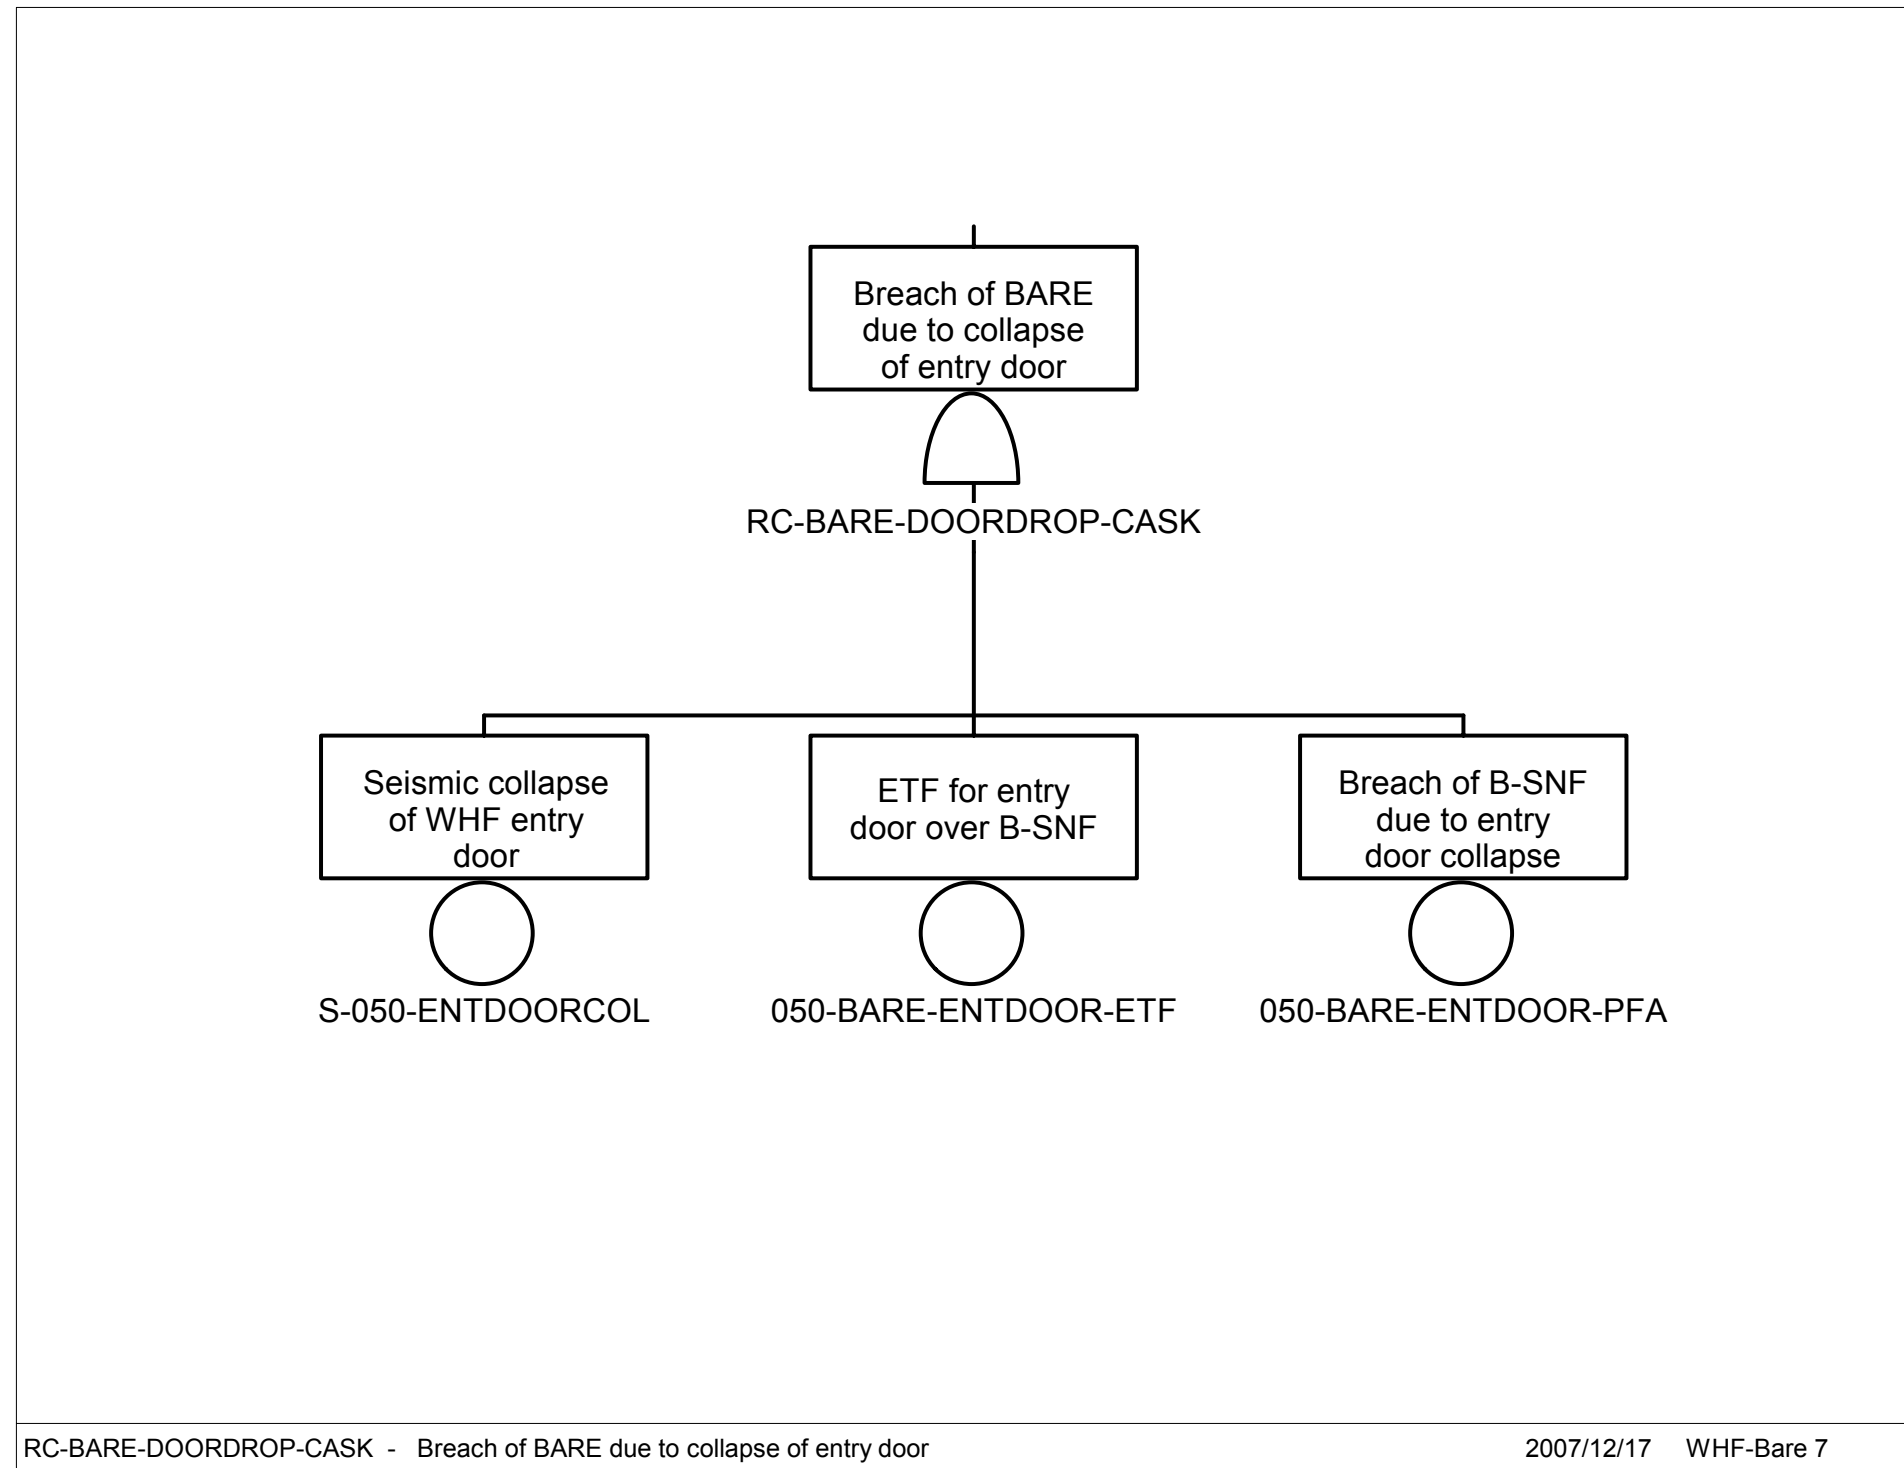 Breach of BARE
due to collapse
of entry door
RC-BARE-DOORDROP-CASK
Seismic collapse
of WHF entry
door
S-050-ENTDOORCOL
ETF for entry
door over B-SNF
050-BARE-ENTDOOR-ETF
Breach of B-SNF
due to entry
door collapse
050-BARE-ENTDOOR-PFA
RC-BARE-DOORDROP-CASK - Breach of BARE due to collapse of entry door 2007/12/17 WHF-Bare 7